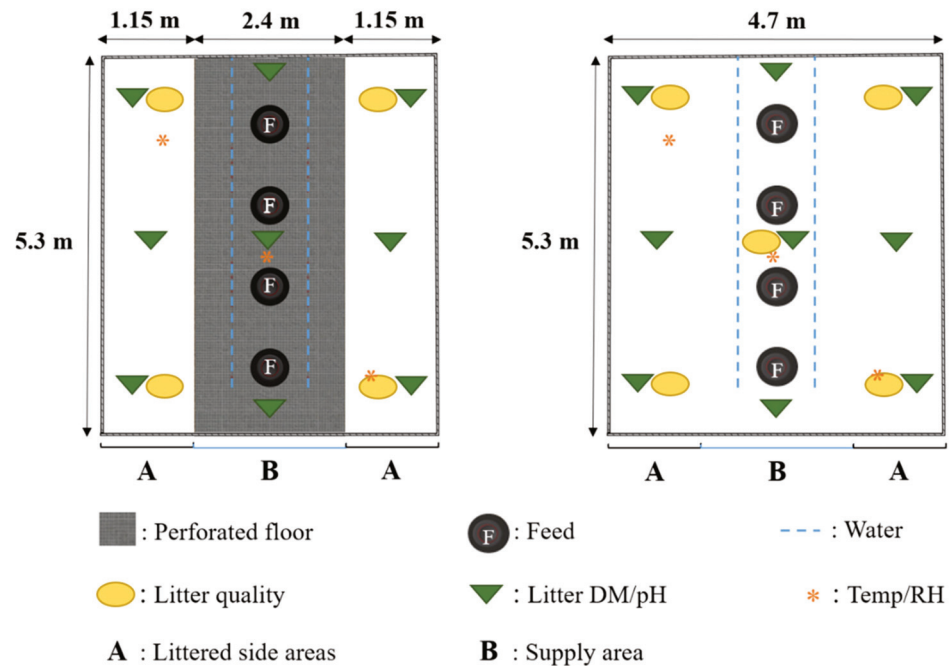 1.15 m 2.4 m 1.15 m 4.7 m
F F
F F
5.3 m 5.3 m
F F
F F
A B A A B A
: Perforated floor F : Feed : Water
: Litter quality : Litter DM/pH * : Temp/RH
A : Littered side areas B : Supply area